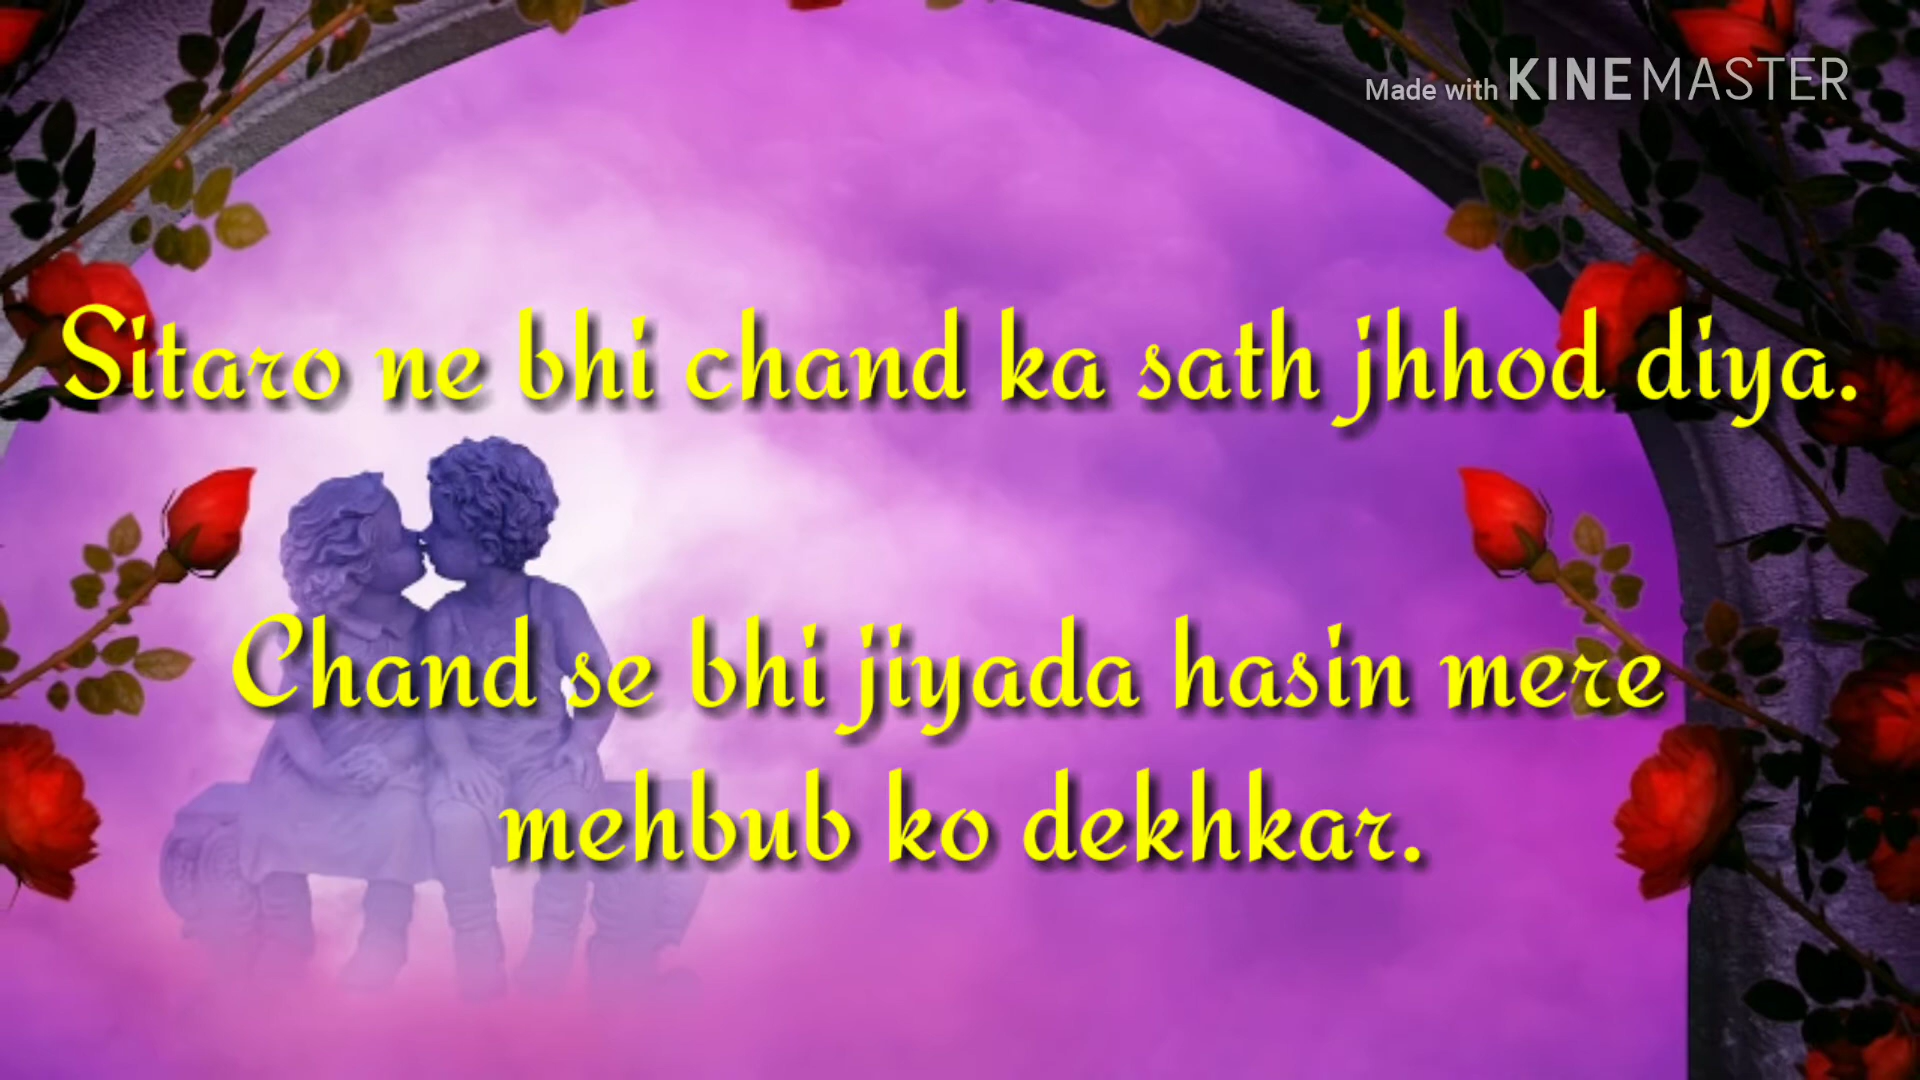 Made with KINEMASTER
Sitaro ne bhi chand ka sath jhhod diya.
Chand se bhi jiyada hasin mere
mehbub ko dekhkar.